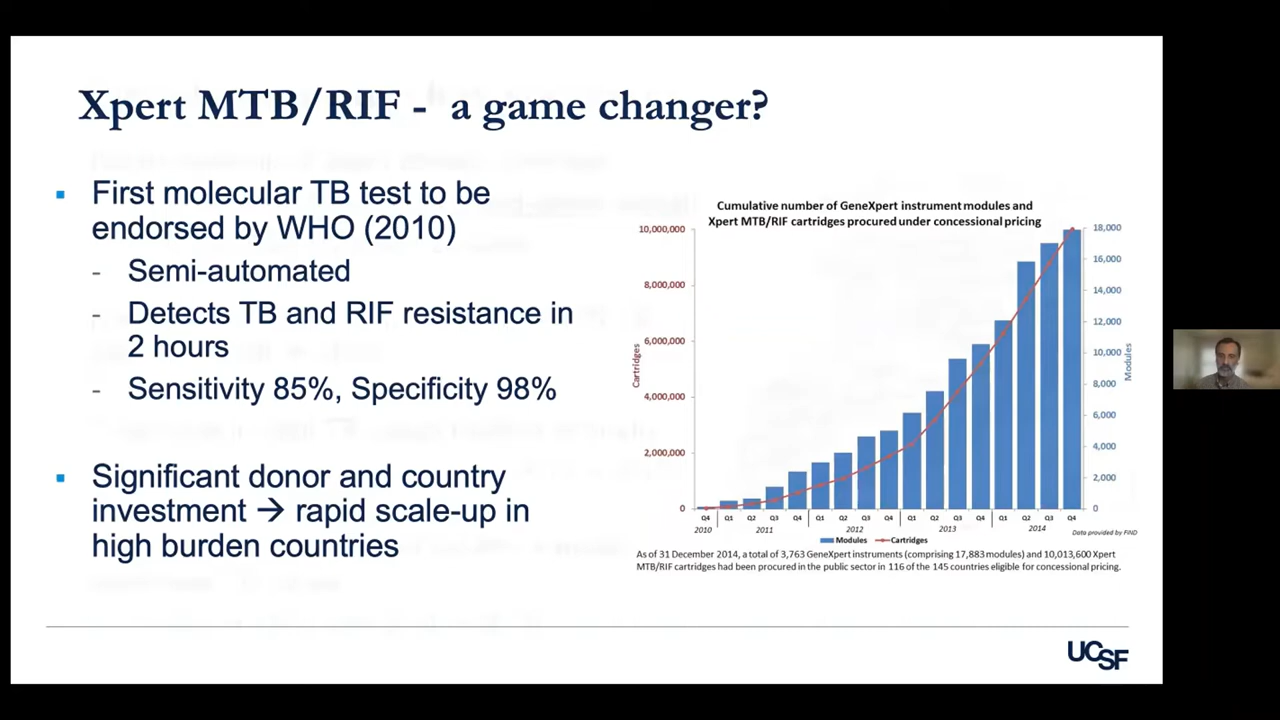 Xpert MTB/RIF - a game changer?
▪ First molecular TB test to be
endorsed by WHO (2010)
- Semi-automated
- Detects TB and RIF resistance in
2 hours
- Sensitivity 85%, Specificity 98%
▪ Significant donor and country
investment → rapid scale-up in
high burden countries
Cumulative number of GeneXpert instrument modules and
Xpert MTB/RIF cartridges procured under concessional pricing
Cartridges
10,000,000
8,000,000
6,000,000
4,000,000
2,000,000
0
18,000
16,000
14,000
12,000
10,000
8,000
6,000
4,000
2,000
0
Modules
Q4 Q1 Q2 Q3 Q4 Q1 Q2 Q3 Q4 Q1 Q2 Q3 Q4 Q1 Q2 Q3 Q4
2010 2011 2012 2013 2014
Data provided by FIND
Modules Cartridges
As of 31 December 2014, a total of 3,763 GeneXpert instruments (comprising 17,883 modules) and 10,013,600 Xpert
MTB/RIF cartridges had been procured in the public sector in 116 of the 145 countries eligible for concessional pricing.
UCSF